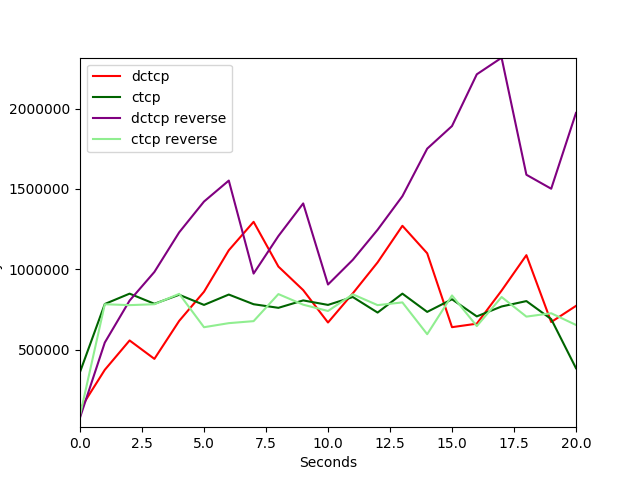 dctcp
ctcp
dctcp reverse
ctcp reverse
2000000
1500000
1000000
500000
0.0 2.5 5.0 7.5 10.0 12.5 15.0 17.5 20.0
Seconds